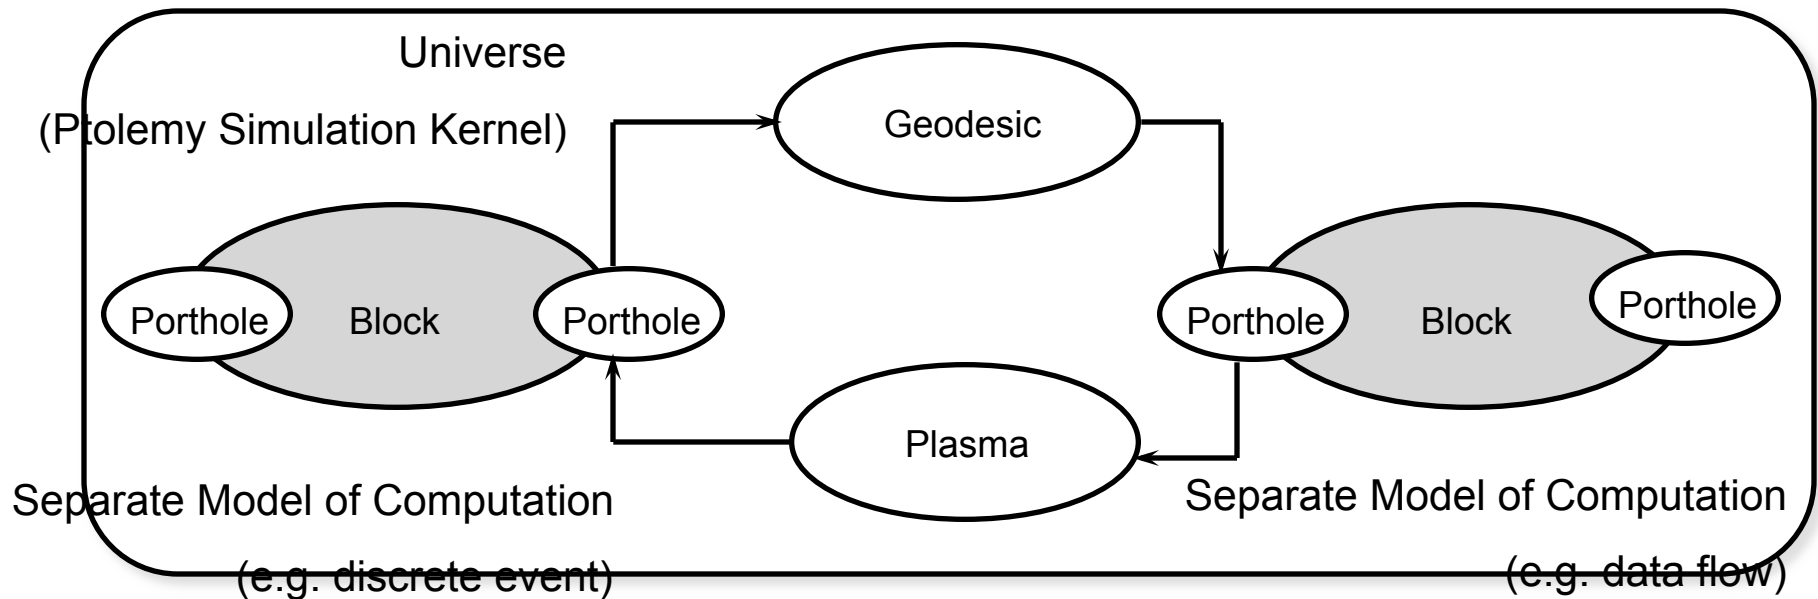 Universe
(Ptolemy Simulation Kernel)
Geodesic
Porthole
Block
Porthole
Porthole
Block
Porthole
Plasma
Separate Model of Computation
(e.g. discrete event)
Separate Model of Computation
(e.g. data flow)